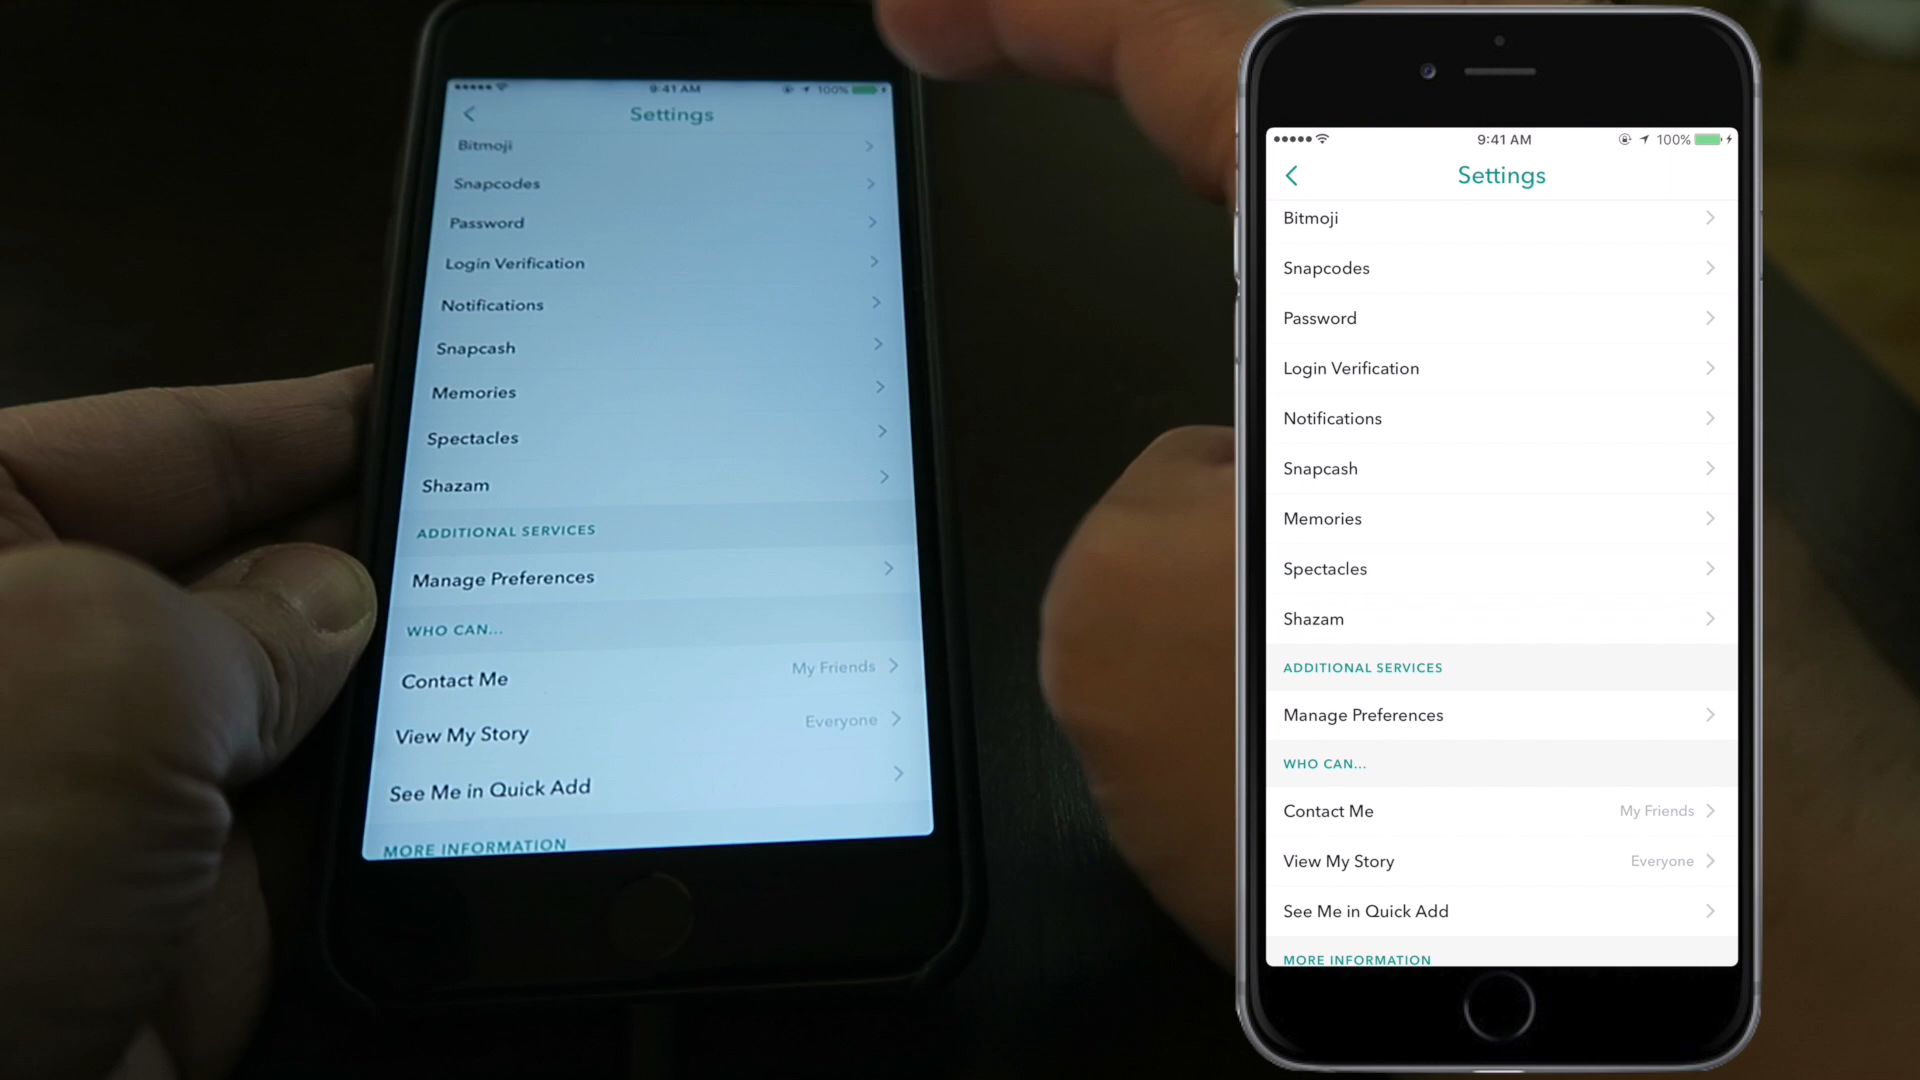 9:41 AM
100%
Settings
Bitmoji
Snapcodes
Password
Login Verification
Notifications
Snapcash
Memories
Spectacles
Shazam
ADDITIONAL SERVICES
Manage Preferences
WHO CAN...
Contact Me My Friends
View My Story Everyone
See Me in Quick Add
MORE INFORMATION
9:41 AM
100%
Settings
Bitmoji
Snapcodes
Password
Login Verification
Notifications
Snapcash
Memories
Spectacles
Shazam
ADDITIONAL SERVICES
Manage Preferences
WHO CAN...
Contact Me My Friends
View My Story Everyone
See Me in Quick Add
MORE INFORMATION